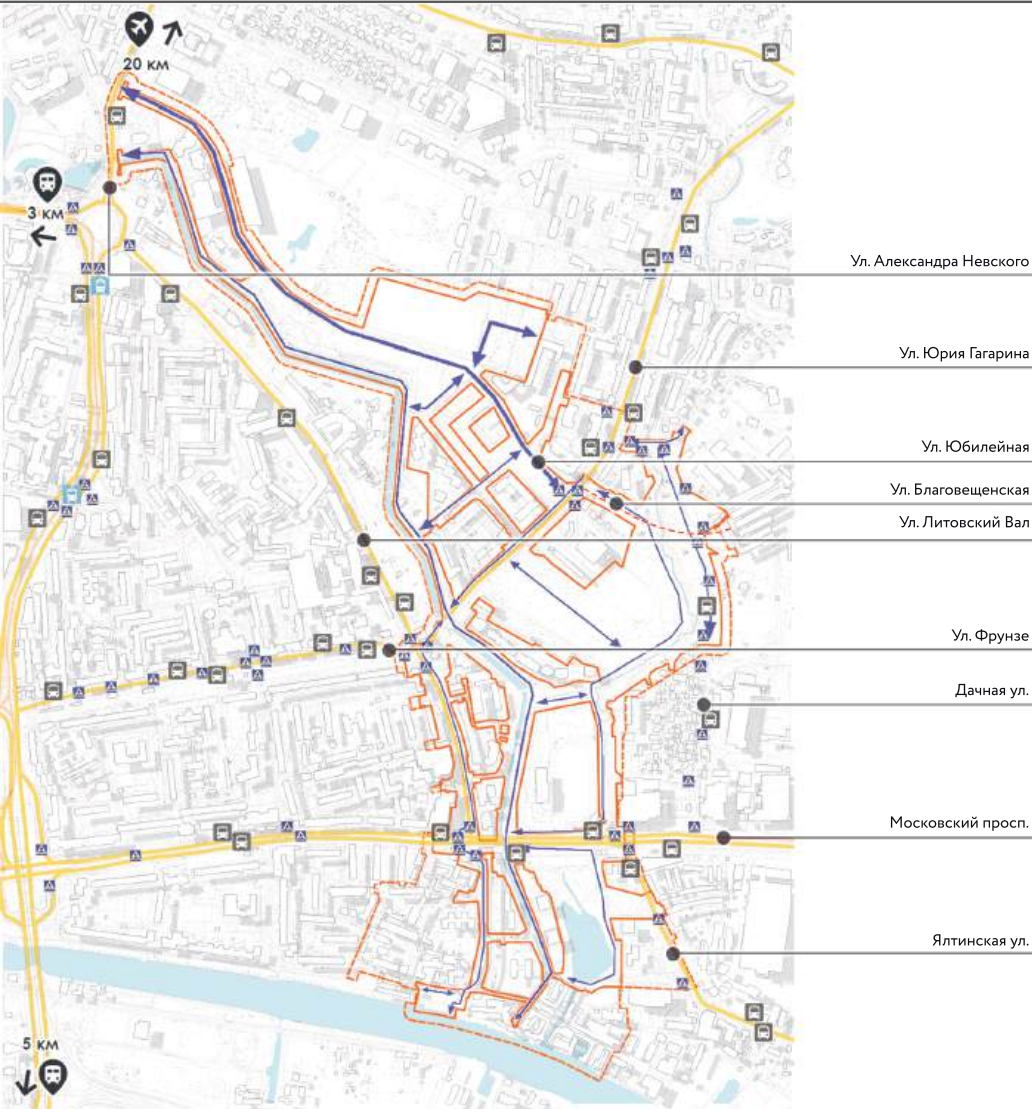 20 км
3 км
Ул. Александра Невского
Ул. Юрия Гагарина
Ул. Юбилейная
Ул. Благовещенская
Ул. Литовский Вал
Ул. Фрунзе
Дачная ул.
Московский просп.
Ялтинская ул.
5 км